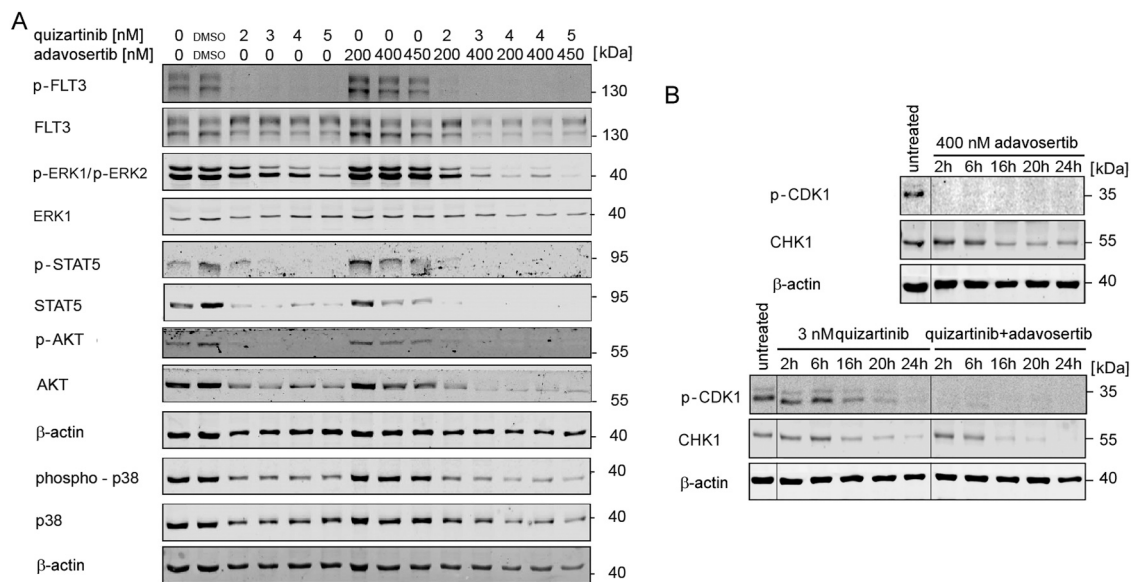 A
quizartinib [nM] 0 DMSO 2 3 4 5 0 0 0 2 3 4 4 5
adavosertib [nM] 0 DMSO 0 0 0 0 200 400 450 200 400 200 400 450 [kDa]
p-FLT3 130
FLT3 130
p-ERK1/p-ERK2 40
ERK1 40
p-STAT5 95
STAT5 95
p-AKT 55
AKT 55
β-actin 40
phospho - p38 40
p38 40
β-actin 40
B
untreated
400 nM adavosertib
2h 6h 16h 20h 24h [kDa]
p-CDK1 35
CHK1 55
β-actin 40
untreated
3 nM quizartinib quizartinib+adavosertib
2h 6h 16h 20h 24h 2h 6h 16h 20h 24h [kDa]
p-CDK1 35
CHK1 55
β-actin 40